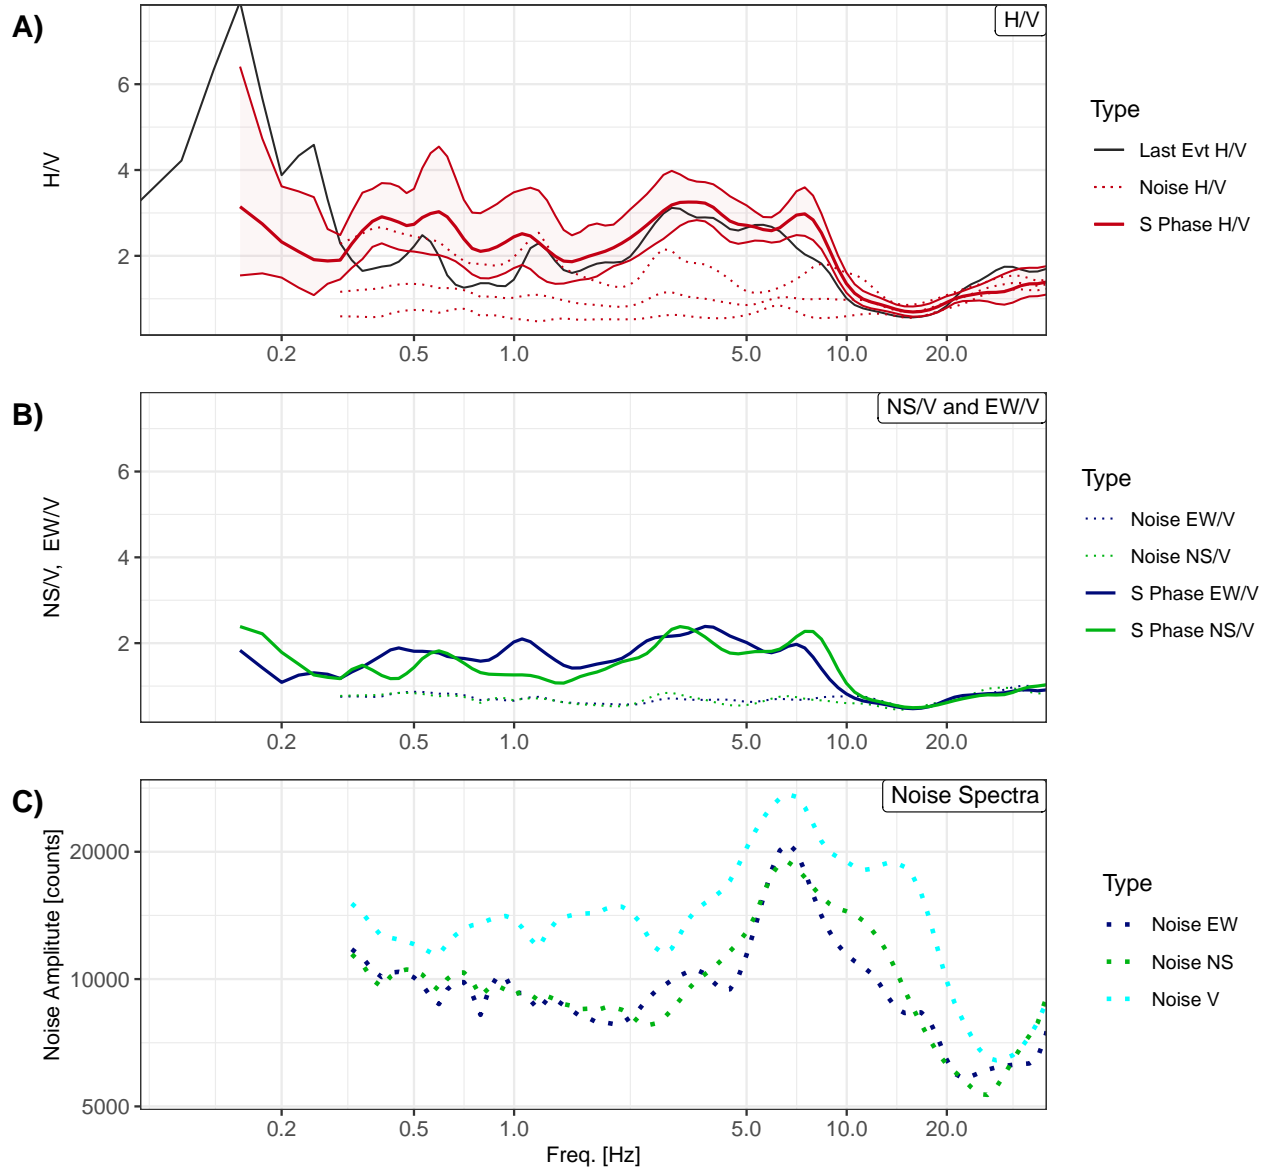 A)
H/V
H/V
6
4
2
0.2 0.5 1.0 5.0 10.0 20.0
Type
Last Evt H/V
Noise H/V
S Phase H/V
B)
NS/V and EW/V
NS/V, EW/V
6
4
2
0.2 0.5 1.0 5.0 10.0 20.0
Type
Noise EW/V
Noise NS/V
S Phase EW/V
S Phase NS/V
C)
Noise Spectra
Noise Amplitute [counts]
20000
10000
5000
0.2 0.5 1.0 5.0 10.0 20.0
Freq. [Hz]
Type
Noise EW
Noise NS
Noise V